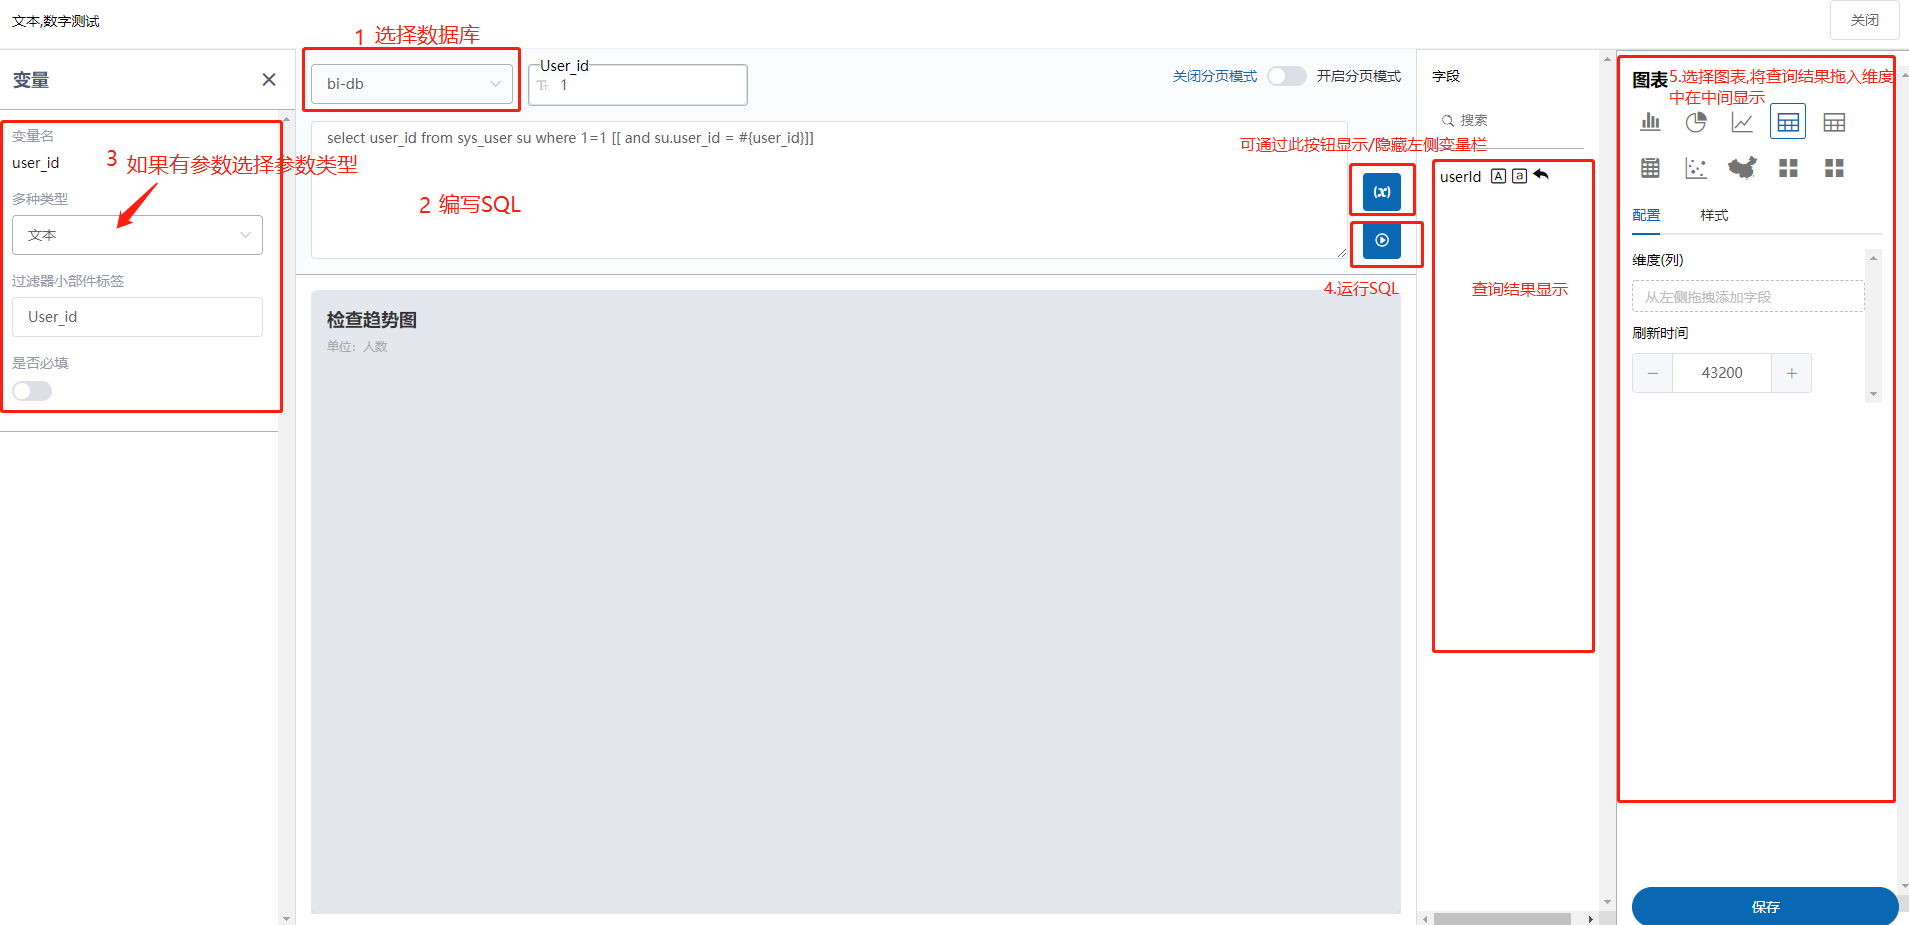 文本,数字测试
关闭
1 选择数据库
变量
bi-db
User_id
1
关闭分页模式
开启分页模式
字段
图表
5.选择图表,将查询结果拖入维度
中在中间显示
变量名
user_id
3 如果有参数选择参数类型
多种类型
文本
过滤器小部件标签
User_id
是否必填
select user_id from sys_user su where 1=1 [[ and su.user_id = #{user_id}]]
2 编写SQL
可通过此按钮显示/隐藏左侧变量栏
(x)
4.运行SQL
搜索
userId A a
查询结果显示
配置
样式
维度(列)
从左侧拖拽添加字段
刷新时间
− 43200 +
检查趋势图
单位: 人数
保存